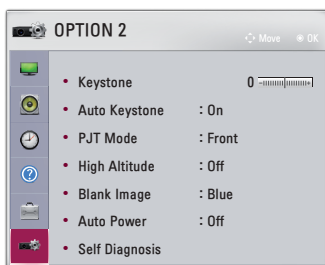 OPTION 2
Move OK
• Keystone 0
• Auto Keystone : On
• PJT Mode : Front
• High Altitude : Off
• Blank Image : Blue
• Auto Power : Off
• Self Diagnosis